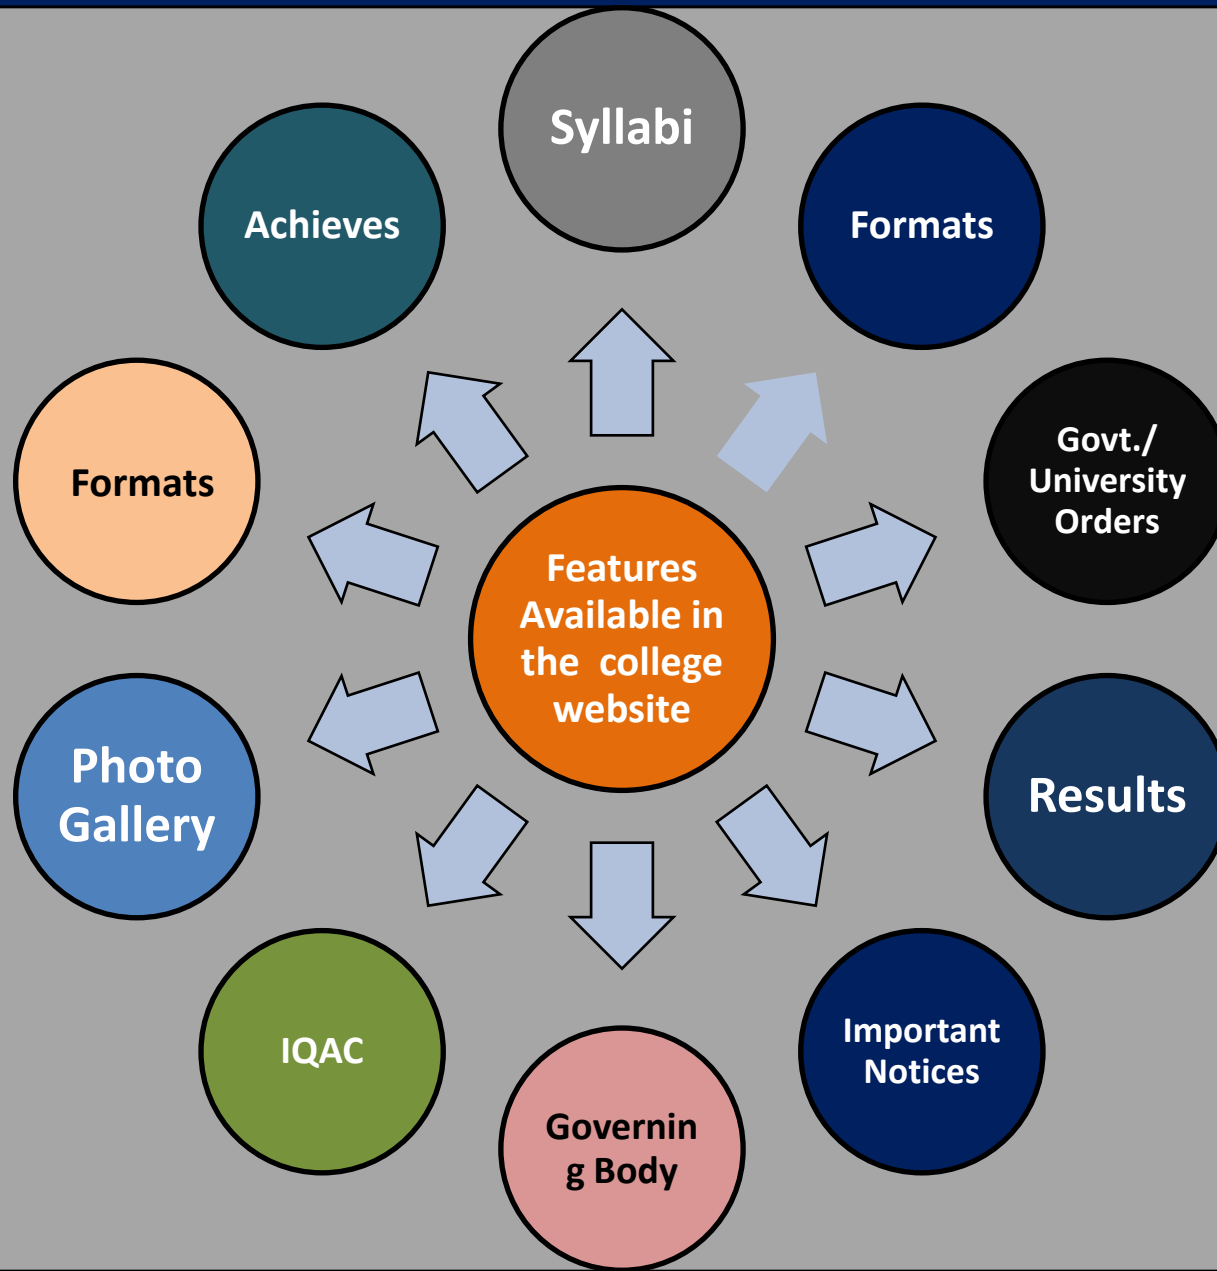 Syllabi
Achieves
Formats
Govt./
University
Orders
Formats
Features
Available in
the college
website
Photo
Gallery
Results
IQAC
Important
Notices
Governin
g Body